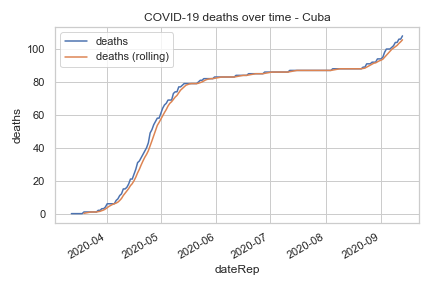 COVID-19 deaths over time - Cuba
deaths
deaths (rolling)
100
80
60
40
20
0
deaths
2020-04
2020-05
2020-06
2020-07
2020-08
2020-09
dateRep